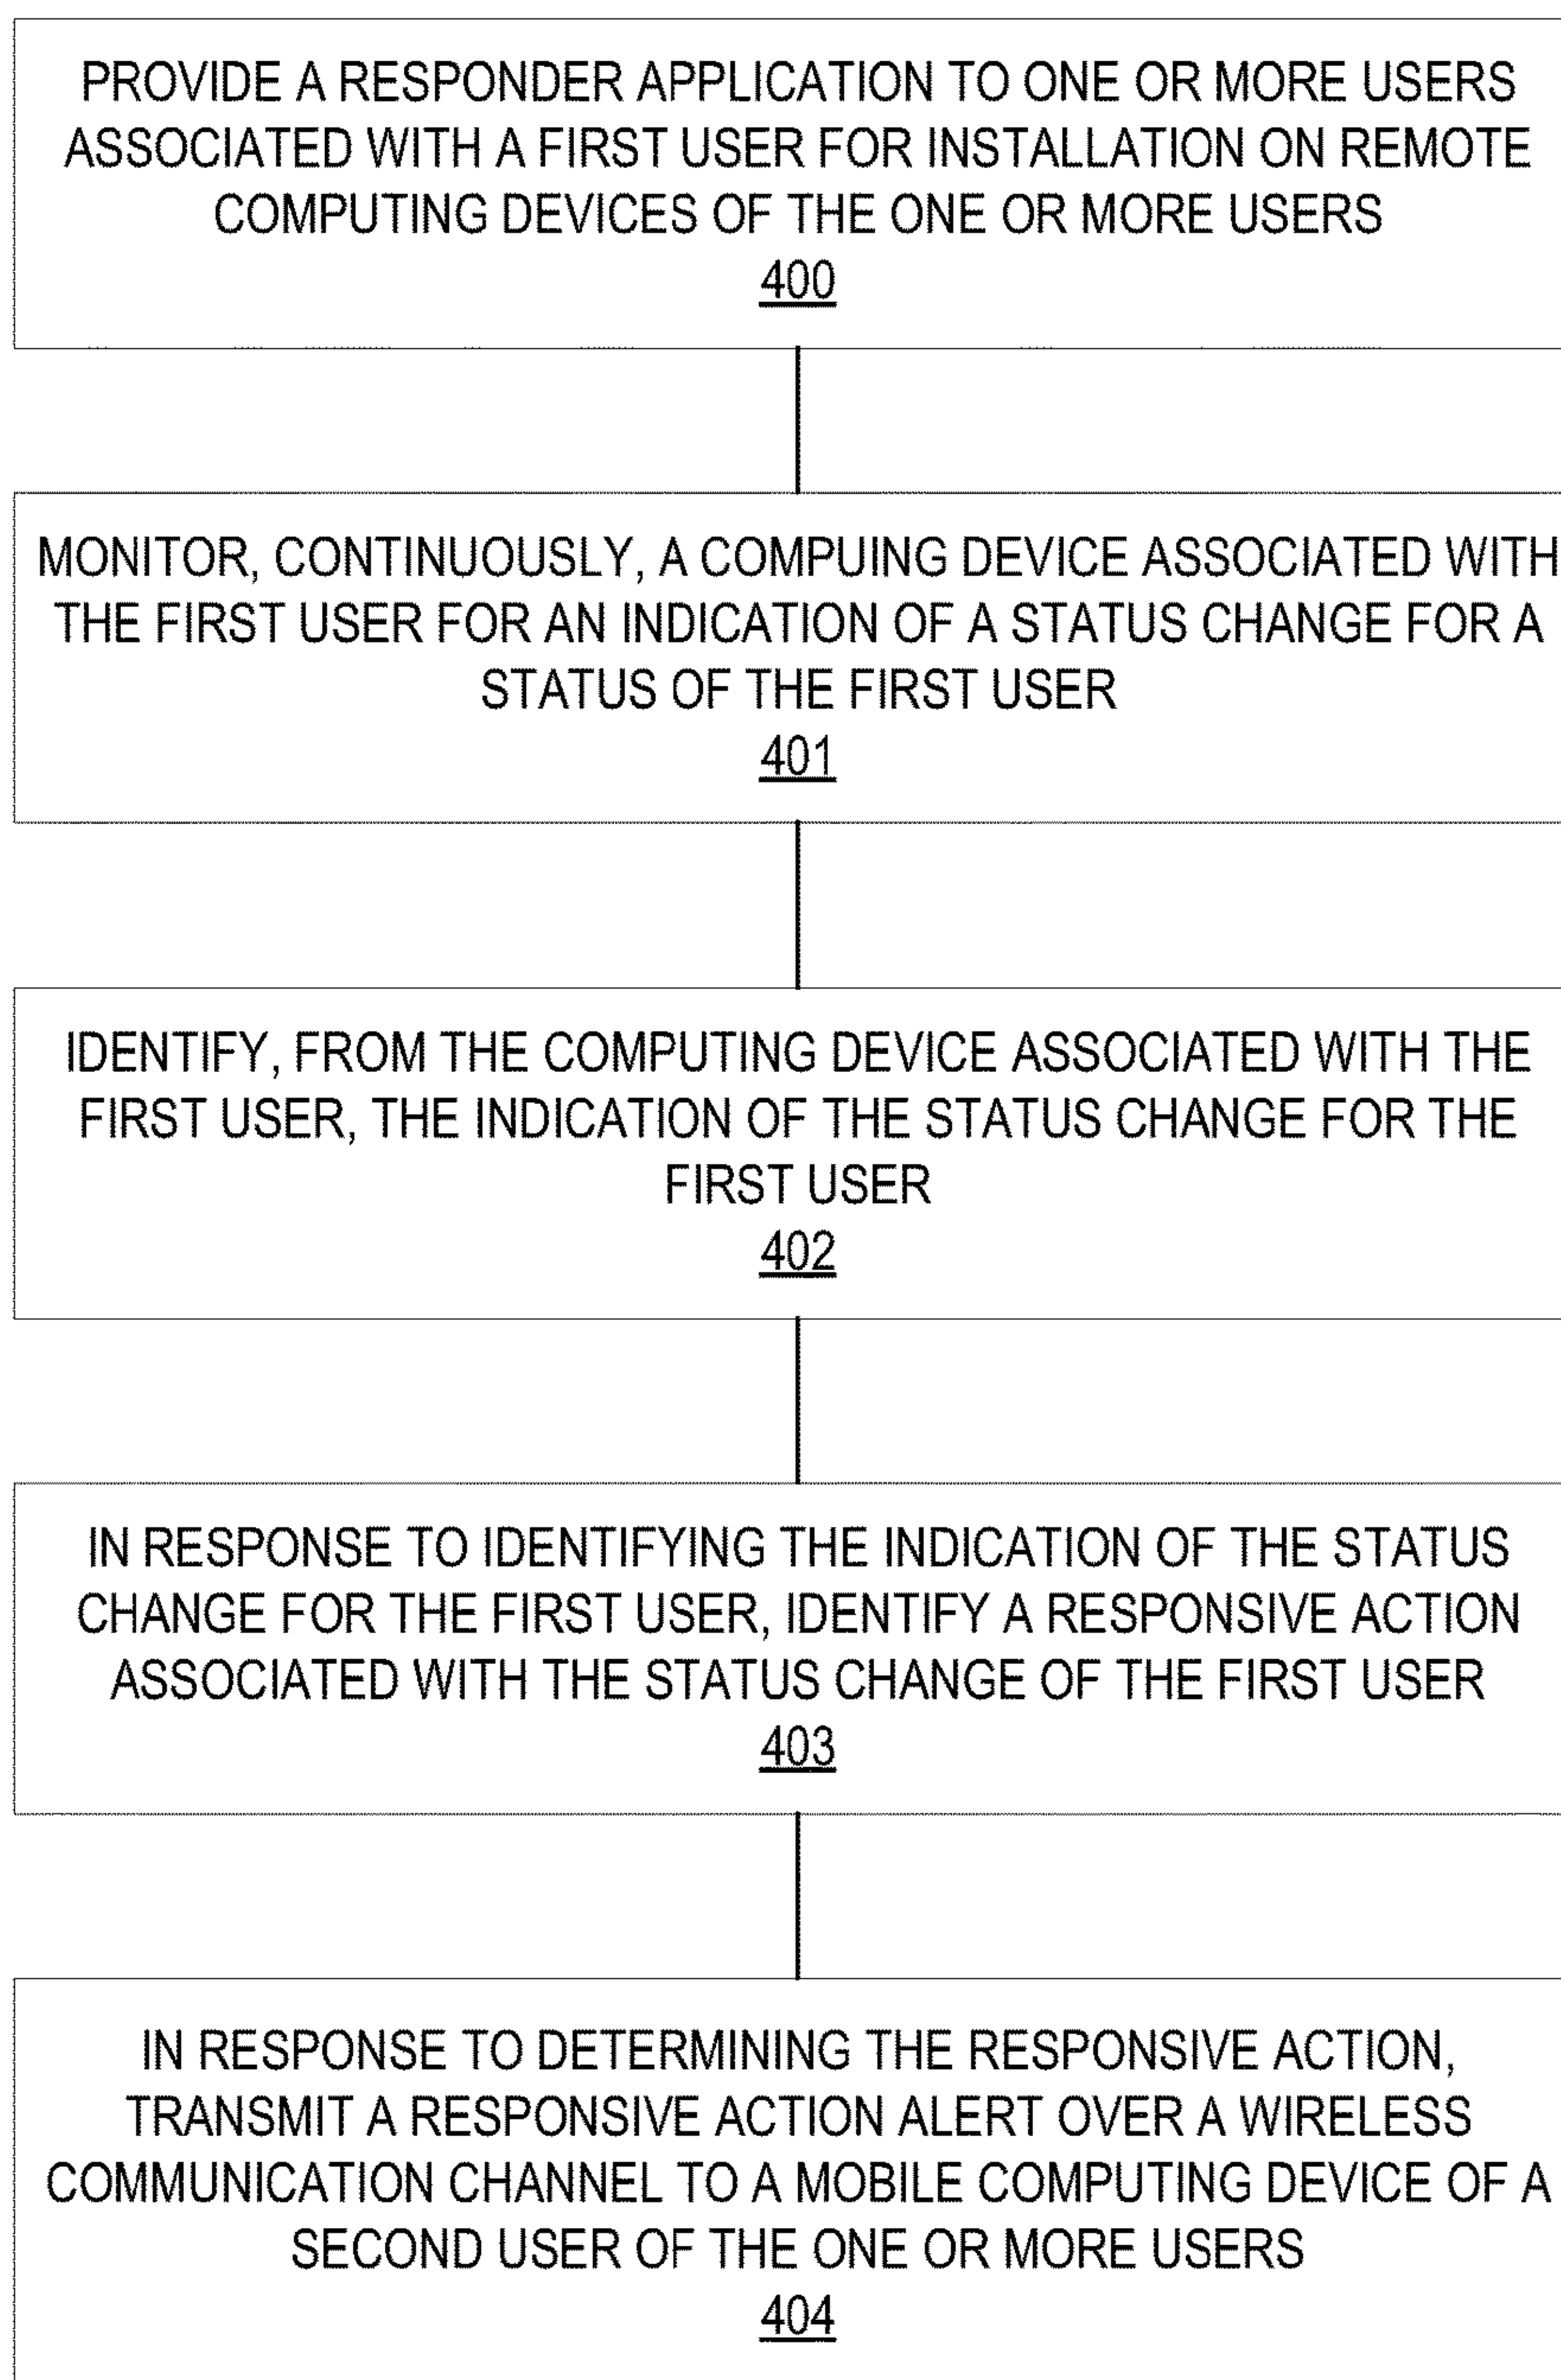 PROVIDE A RESPONDER APPLICATION TO ONE OR MORE USERS
ASSOCIATED WITH A FIRST USER FOR INSTALLATION ON REMOTE
COMPUTING DEVICES OF THE ONE OR MORE USERS
400
MONITOR, CONTINUOUSLY, A COMPUING DEVICE ASSOCIATED WITH
THE FIRST USER FOR AN INDICATION OF A STATUS CHANGE FOR A
STATUS OF THE FIRST USER
401
IDENTIFY, FROM THE COMPUTING DEVICE ASSOCIATED WITH THE
FIRST USER, THE INDICATION OF THE STATUS CHANGE FOR THE
FIRST USER
402
IN RESPONSE TO IDENTIFYING THE INDICATION OF THE STATUS
CHANGE FOR THE FIRST USER, IDENTIFY A RESPONSIVE ACTION
ASSOCIATED WITH THE STATUS CHANGE OF THE FIRST USER
403
IN RESPONSE TO DETERMINING THE RESPONSIVE ACTION,
TRANSMIT A RESPONSIVE ACTION ALERT OVER A WIRELESS
COMMUNICATION CHANNEL TO A MOBILE COMPUTING DEVICE OF A
SECOND USER OF THE ONE OR MORE USERS
404